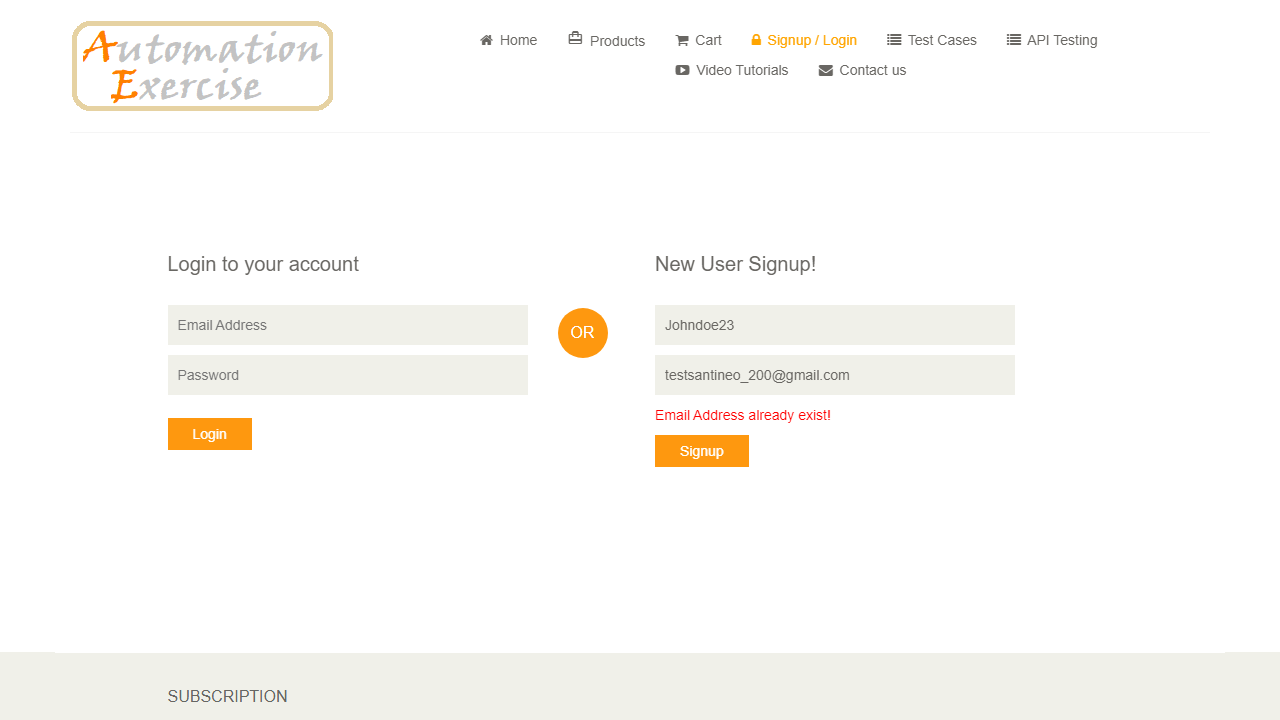 Automation
Exercise
Home
Products
Cart
Signup / Login
Test Cases
API Testing
Video Tutorials
Contact us
Login to your account
Email Address
Password
Login
OR
New User Signup!
Johndoe23
testsantineo_200@gmail.com
Email Address already exist!
Signup
SUBSCRIPTION